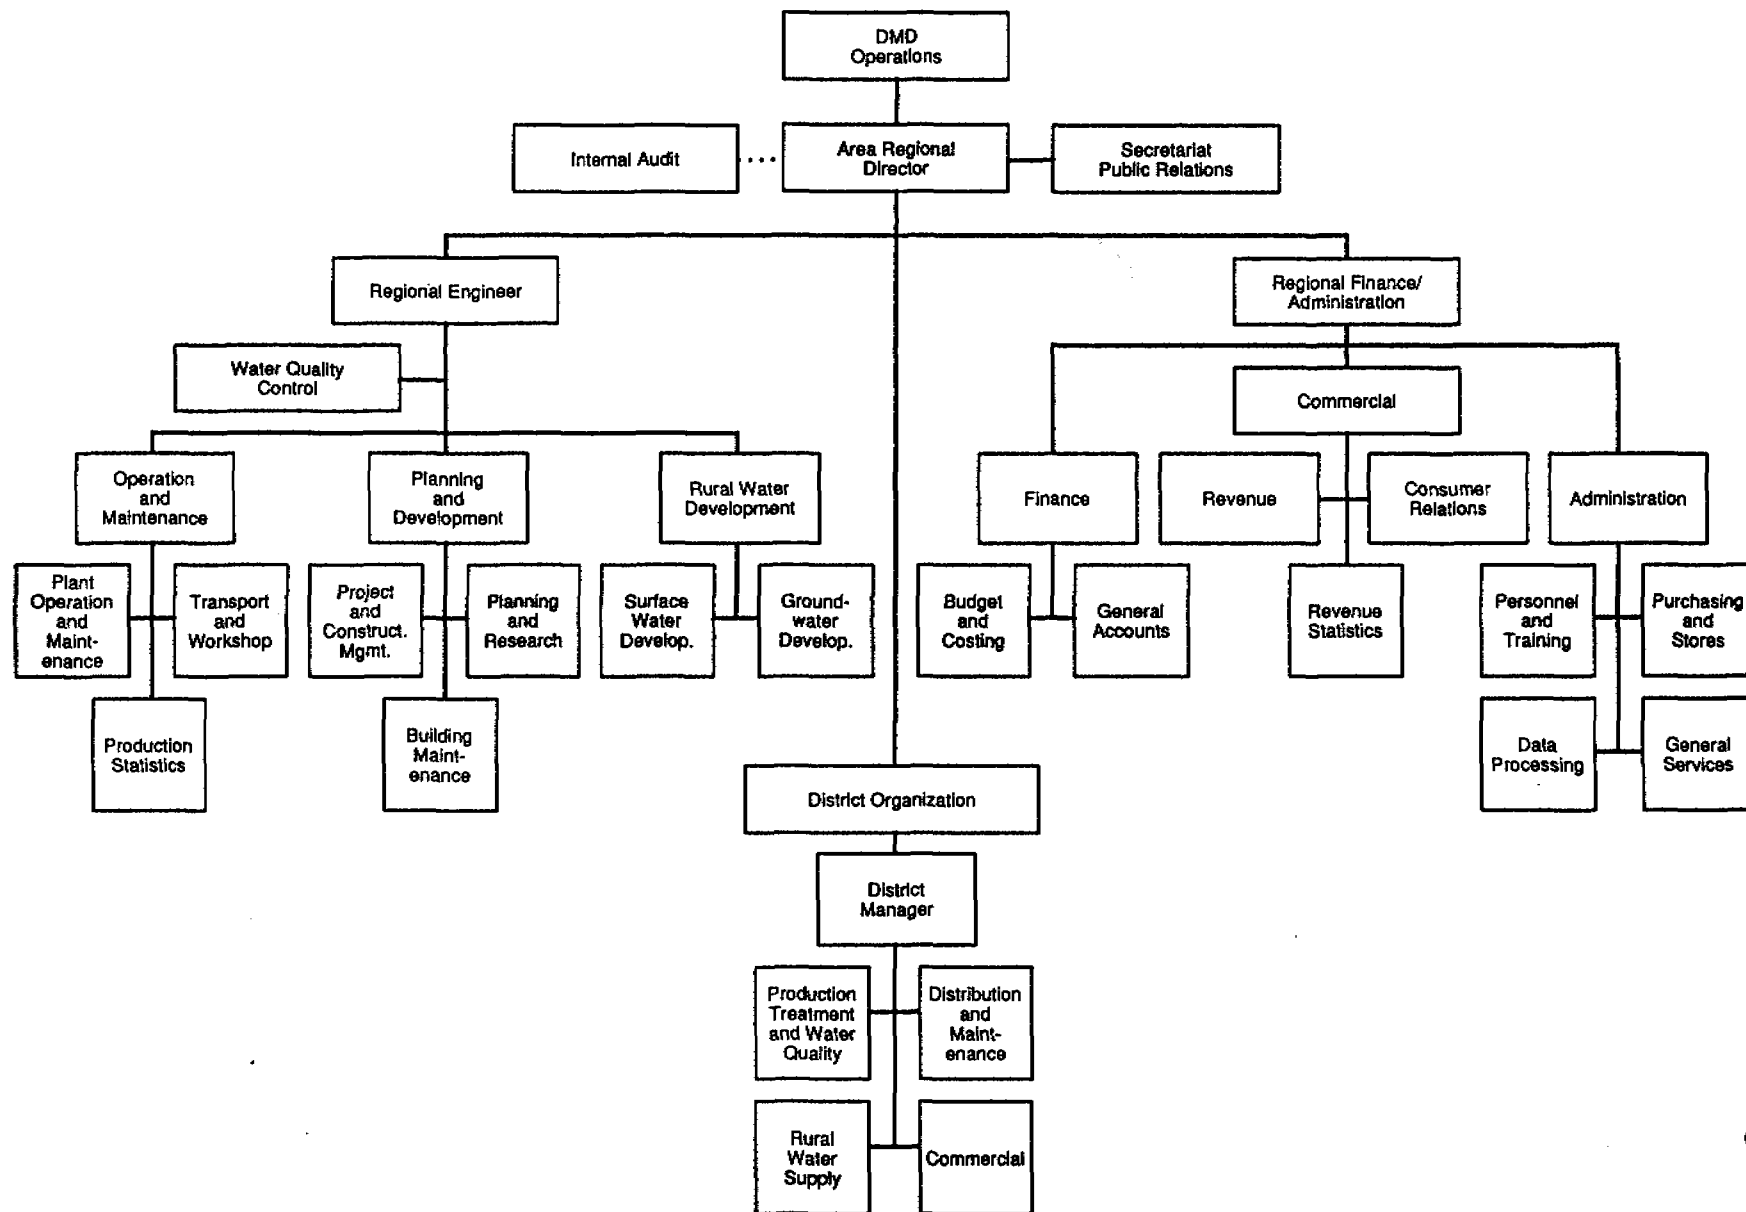 DMD
Operations
Internal Audit
Area Regional
Director
Secretariat
Public Relations
Regional Engineer
Regional Finance/
Administration
Water Quality
Control
Commercial
Operation
and
Maintenance
Planning
and
Development
Rural Water
Development
Finance
Revenue
Consumer
Relations
Administration
Plant
Operation
and
Maint-
enance
Transport
and
Workshop
Project
and
Construct.
Mgmt.
Planning
and
Research
Surface
Water
Develop.
Ground-
water
Develop.
Budget
and
Costing
General
Accounts
Revenue
Statistics
Personnel
and
Training
Purchasing
and
Stores
Production
Statistics
Building
Maint-
enance
Data
Processing
General
Services
District Organization
District
Manager
Production
Treatment
and Water
Quality
Distribution
and
Maint-
enance
Rural
Water
Supply
Commercial